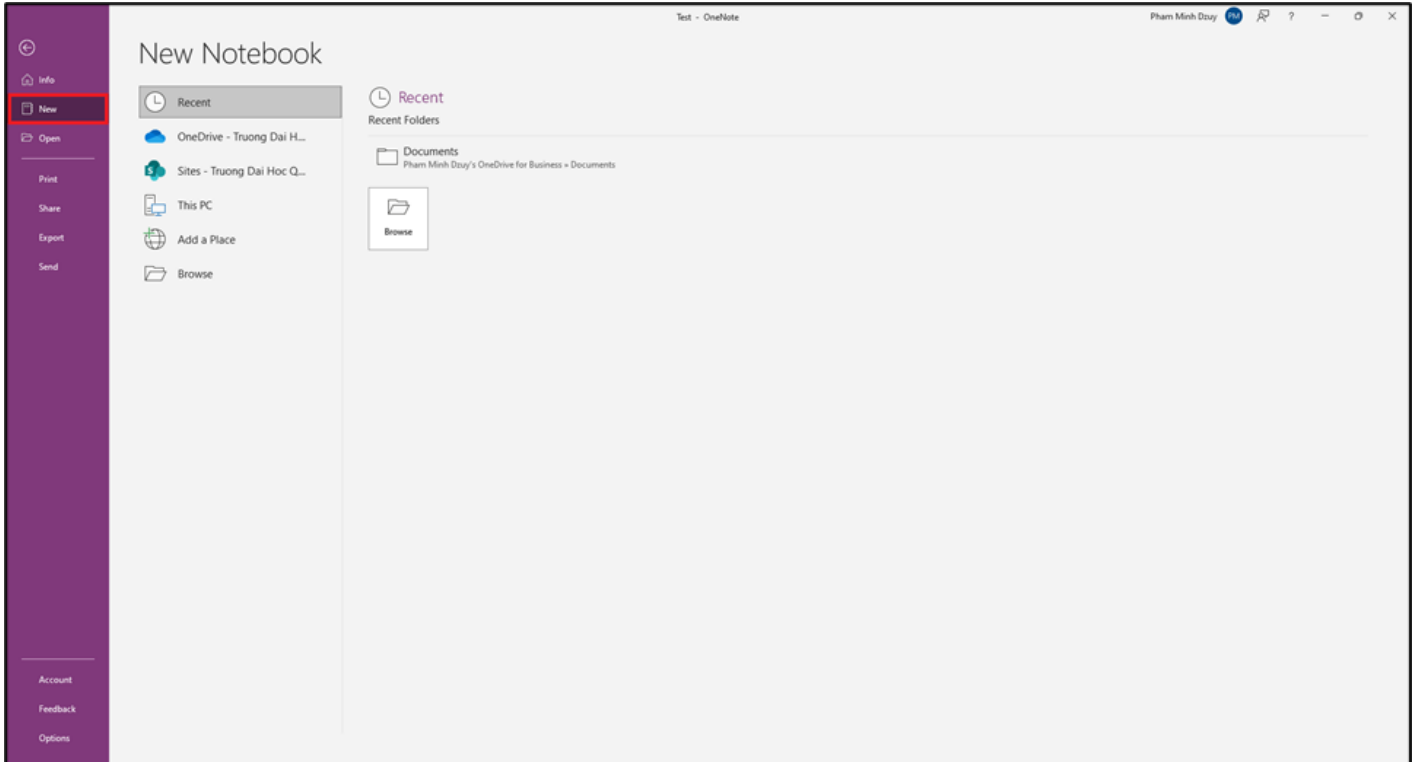 Test - OneNote
Pham Minh Dzuy PM ?
New Notebook
Info
New
Open
Print
Share
Export
Send
Account
Feedback
Options
Recent
OneDrive - Truong Dai H...
Sites - Truong Dai Hoc Q...
This PC
Add a Place
Browse
Recent
Recent Folders
Documents
Pham Minh Dzuy's OneDrive for Business » Documents
Browse